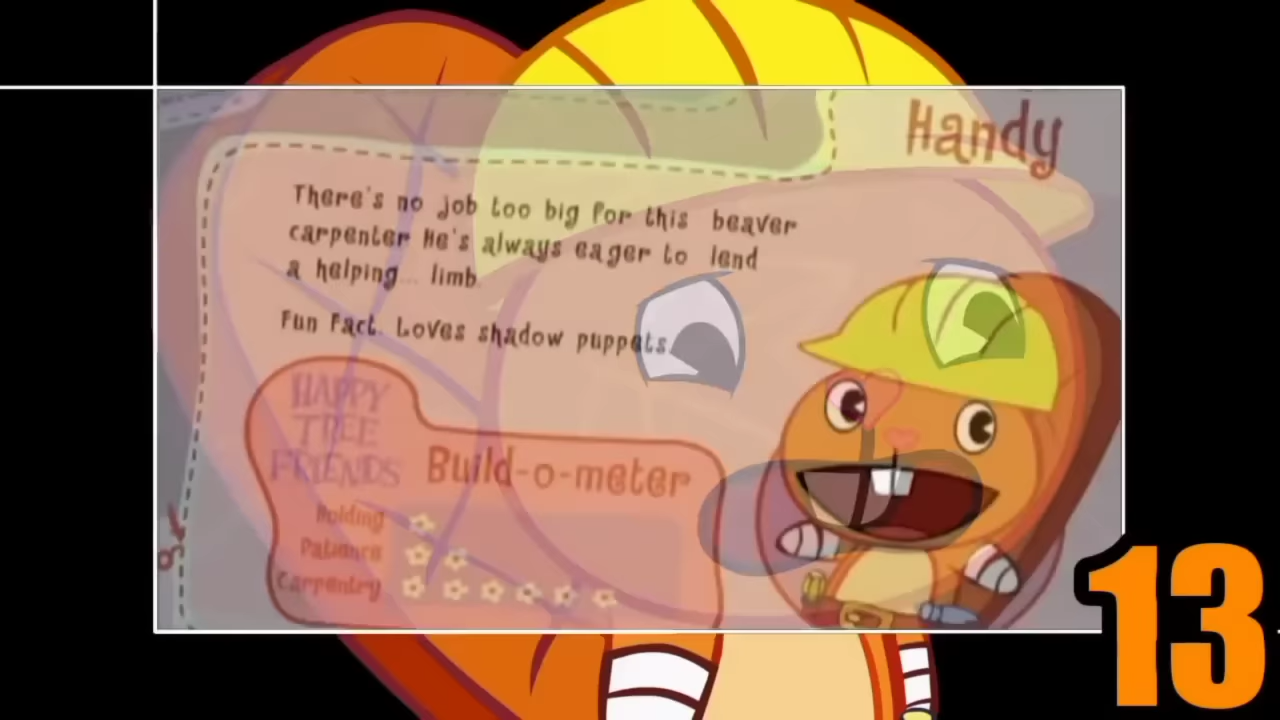 Handy
There's no job too big for this beaver
carpenter He's always eager to lend
a helping... limb.
Fun Fact. Loves shadow puppets.
HAPPY
TREE
FRIENDS
Build-o-meter
Holding
Patience
Carpentry
13